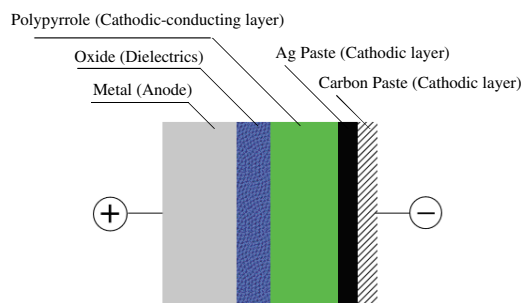 Polypyrrole (Cathodic-conducting layer)
Oxide (Dielectrics)
Ag Paste (Cathodic layer)
Metal (Anode)
Carbon Paste (Cathodic layer)
+
−